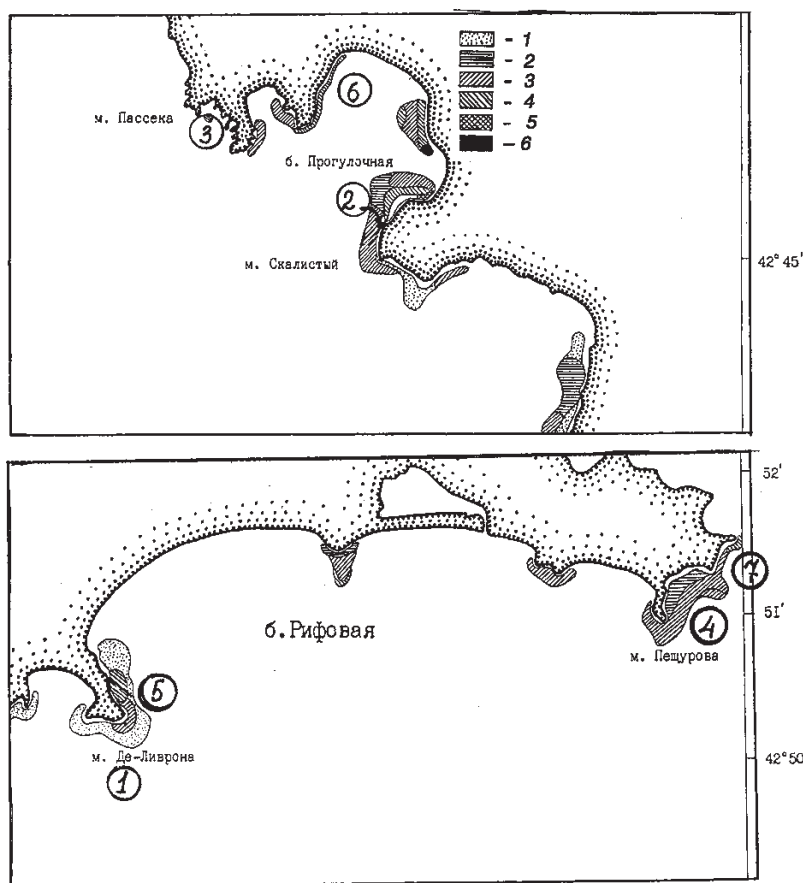 - 1
- 2
- 3
- 4
- 5
- 6
6
м. Пассека
3
б. Прогулочная
2
м. Скалистый
42°45'
52'
7
51'
4
б.Рифовая
м. Пещурова
5
м. Де-Ливрона
42°50
1